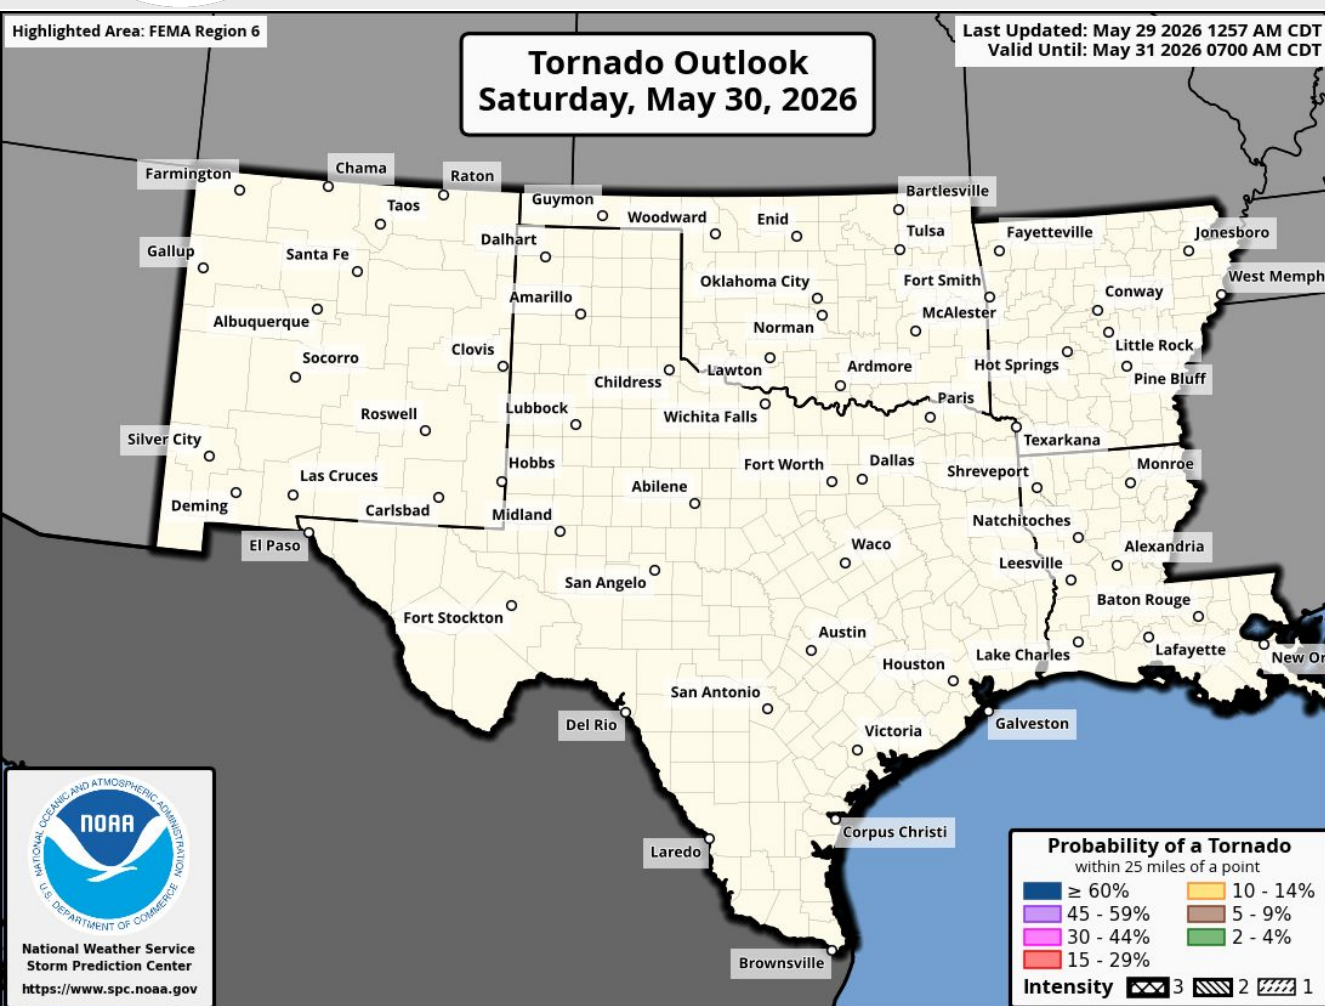 Highlighted Area: FEMA Region 6
Last Updated: May 29 2026 1257 AM CDT
Valid Until: May 31 2026 0700 AM CDT
Tornado Outlook
Saturday, May 30, 2026
Farmington
Chama
Raton
Taos
Guymon
Woodward
Enid
Bartlesville
Tulsa
Fayetteville
Jonesboro
Gallup
Santa Fe
Dalhart
Oklahoma City
Fort Smith
West Memph
Conway
Amarillo
Albuquerque
Norman
McAlester
Little Rock
Socorro
Clovis
Childress
Lawton
Ardmore
Hot Springs
Pine Bluff
Roswell
Lubbock
Wichita Falls
Paris
Texarkana
Silver City
Las Cruces
Hobbs
Abilene
Fort Worth
Dallas
Shreveport
Monroe
Deming
Carlsbad
Midland
Natchitoches
El Paso
Waco
Alexandria
San Angelo
Leesville
Fort Stockton
Baton Rouge
Austin
Lake Charles
Lafayette
New Or
Houston
San Antonio
Del Rio
Victoria
Galveston
Corpus Christi
Laredo
Brownsville
NATIONAL OCEANIC AND ATMOSPHERIC ADMINISTRATION
NOAA
U.S. DEPARTMENT OF COMMERCE
National Weather Service
Storm Prediction Center
https://www.spc.noaa.gov
Probability of a Tornado
within 25 miles of a point
≥ 60% 10 - 14%
45 - 59% 5 - 9%
30 - 44% 2 - 4%
15 - 29%
Intensity 3 2 1